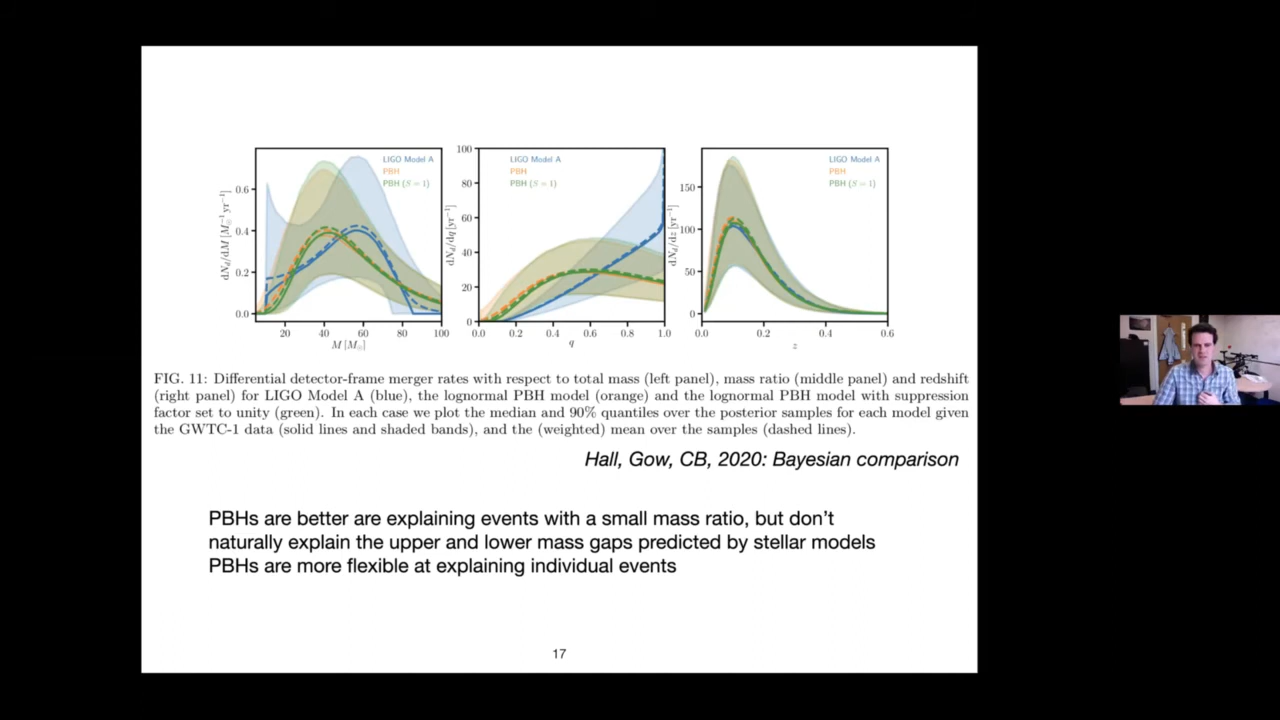 LIGO Model A
PBH
PBH (S = 1)
dN_d/dM [M_⊙^{-1} yr^{-1}]
0.6
0.4
0.2
0.0
20 40 60 80 100
M [M_⊙]
LIGO Model A
PBH
PBH (S = 1)
dN_d/dq [yr^{-1}]
100
80
60
40
20
0
0.0 0.2 0.4 0.6 0.8 1.0
q
LIGO Model A
PBH
PBH (S = 1)
dN_d/dz [yr^{-1}]
150
100
50
0
0.0 0.2 0.4 0.6
z
FIG. 11: Differential detector-frame merger rates with respect to total mass (left panel), mass ratio (middle panel) and redshift
(right panel) for LIGO Model A (blue), the lognormal PBH model (orange) and the lognormal PBH model with suppression
factor set to unity (green). In each case we plot the median and 90% quantiles over the posterior samples for each model given
the GWTC-1 data (solid lines and shaded bands), and the (weighted) mean over the samples (dashed lines).
Hall, Gow, CB, 2020: Bayesian comparison
PBHs are better are explaining events with a small mass ratio, but don't
naturally explain the upper and lower mass gaps predicted by stellar models
PBHs are more flexible at explaining individual events
17